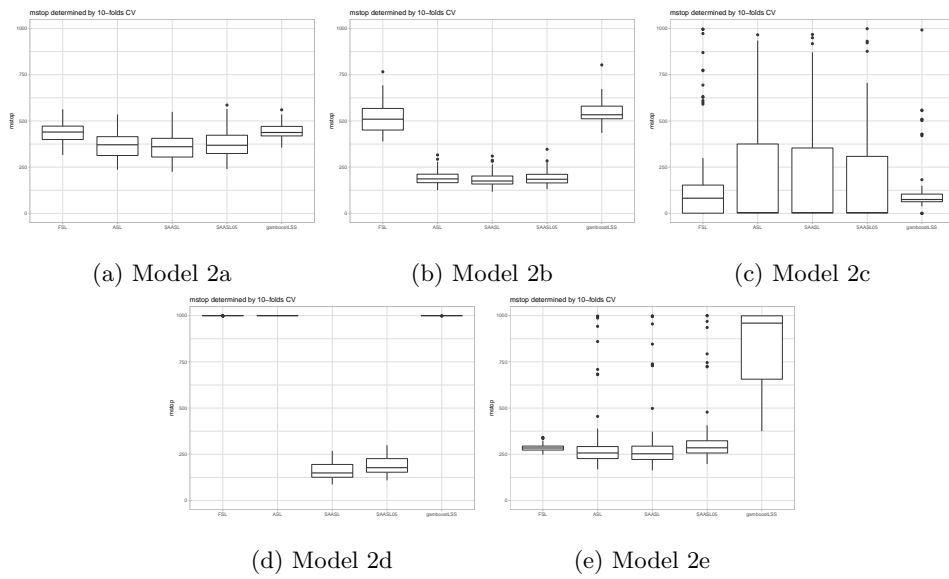 mstop determined by 10−folds CV
mstop
1000
750
500
250
0
FSL
ASL
SAASL
SAASL05
gamboostLSS
(a) Model 2a
mstop determined by 10−folds CV
mstop
1000
750
500
250
0
FSL
ASL
SAASL
SAASL05
gamboostLSS
(b) Model 2b
mstop determined by 10−folds CV
mstop
1000
750
500
250
0
FSL
ASL
SAASL
SAASL05
gamboostLSS
(c) Model 2c
mstop determined by 10−folds CV
mstop
1000
750
500
250
0
FSL
ASL
SAASL
SAASL05
gamboostLSS
(d) Model 2d
mstop determined by 10−folds CV
mstop
1000
750
500
250
0
FSL
ASL
SAASL
SAASL05
gamboostLSS
(e) Model 2e